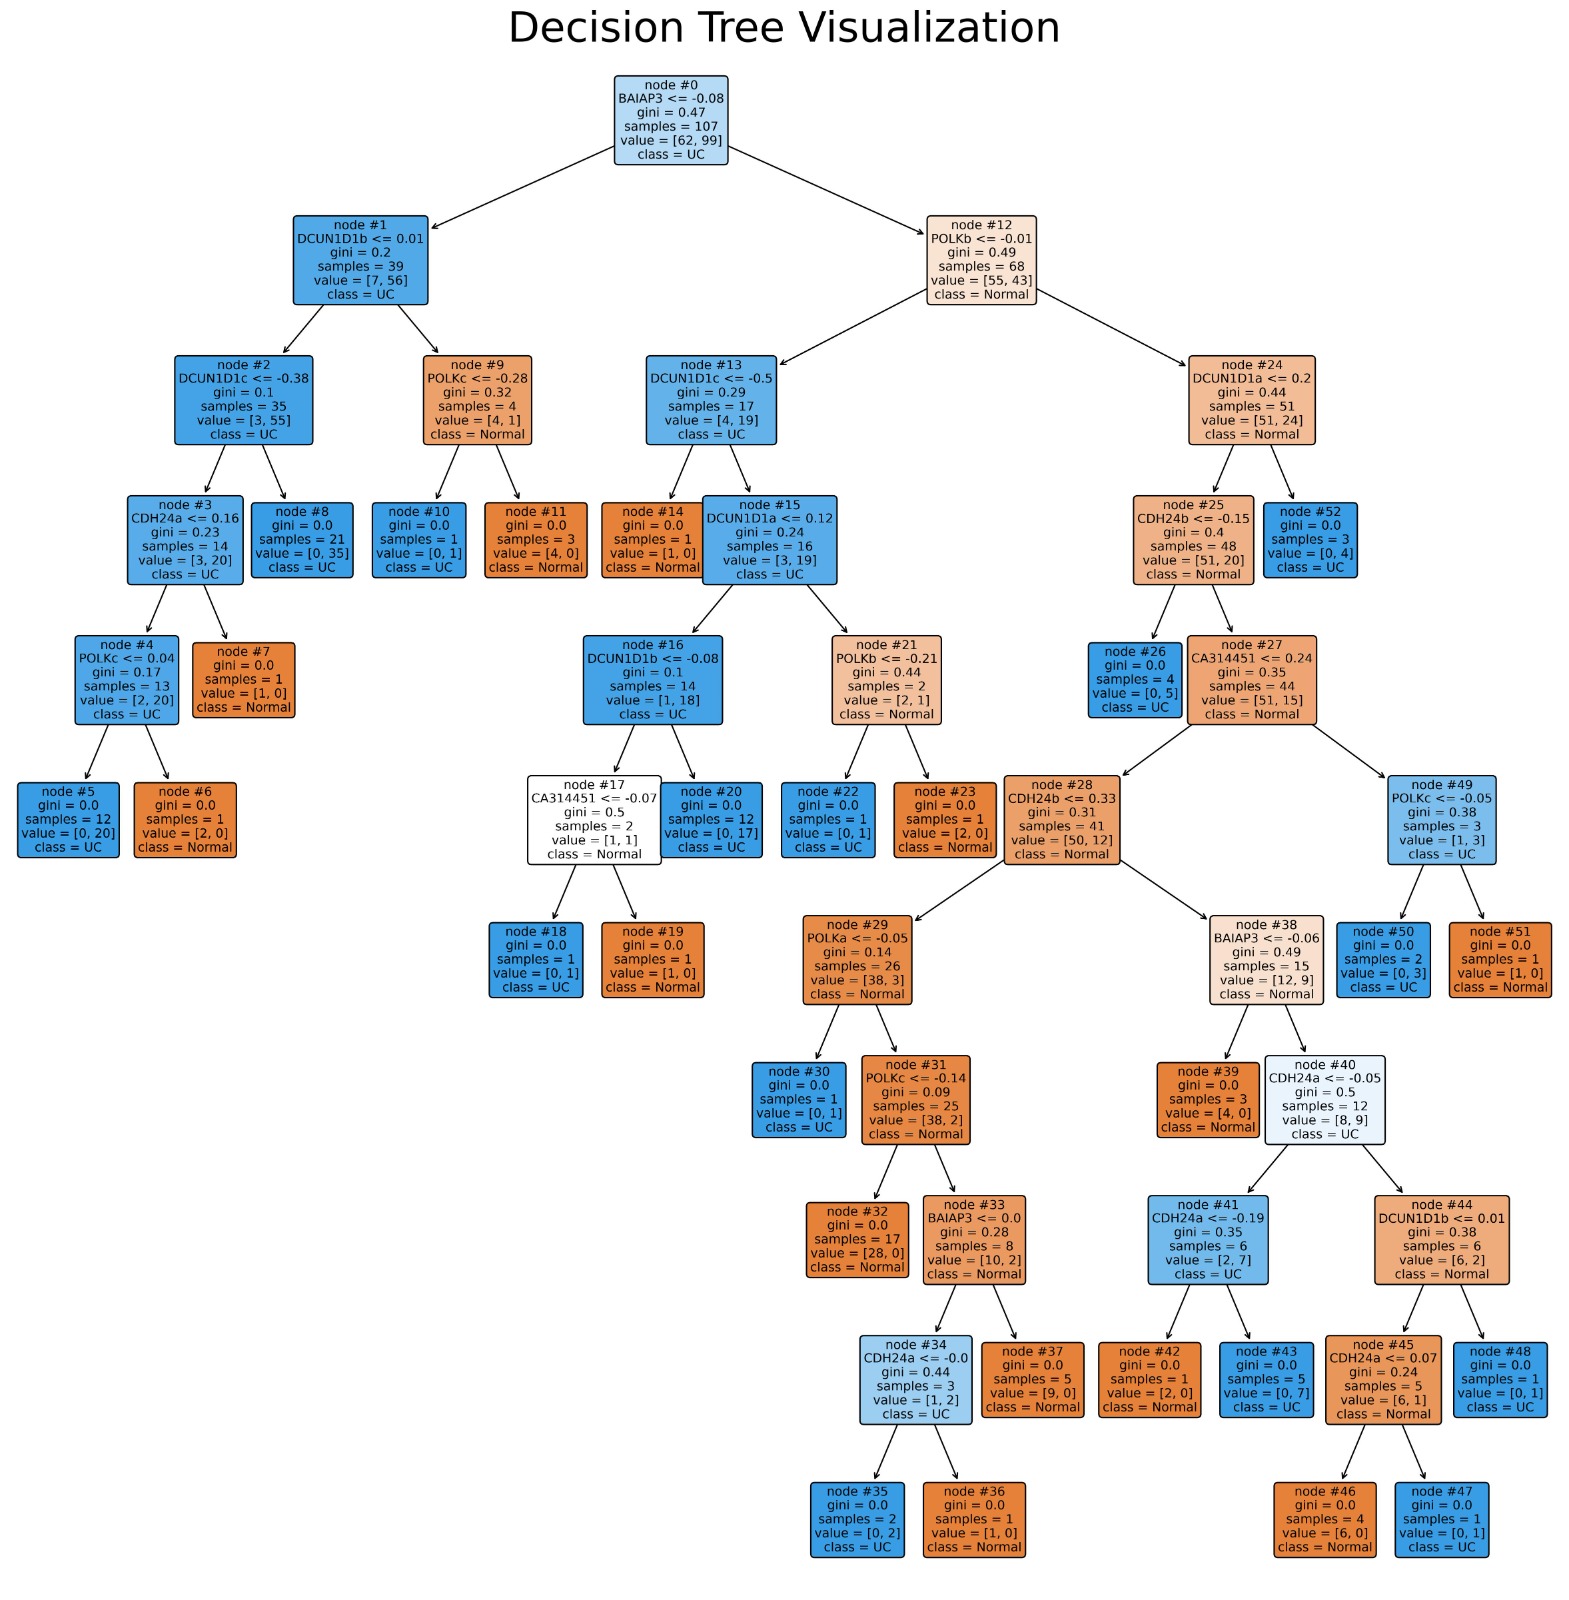 Decision Tree Visualization
node #0
BAIAP3 <= -0.08
gini = 0.47
samples = 107
value = [62, 99]
class = UC
node #1
DCUN1D1b <= 0.01
gini = 0.2
samples = 39
value = [7, 56]
class = UC
node #12
POLKb <= -0.01
gini = 0.49
samples = 68
value = [55, 43]
class = Normal
node #2
DCUN1D1c <= -0.38
gini = 0.1
samples = 35
value = [3, 55]
class = UC
node #9
POLKc <= -0.28
gini = 0.32
samples = 4
value = [4, 1]
class = Normal
node #13
DCUN1D1c <= -0.5
gini = 0.29
samples = 17
value = [4, 19]
class = UC
node #24
DCUN1D1a <= 0.2
gini = 0.44
samples = 51
value = [51, 24]
class = Normal
node #3
CDH24a <= 0.16
gini = 0.23
samples = 14
value = [3, 20]
class = UC
node #8
gini = 0.0
samples = 21
value = [0, 35]
class = UC
node #10
gini = 0.0
samples = 1
value = [0, 1]
class = UC
node #11
gini = 0.0
samples = 3
value = [4, 0]
class = Normal
node #14
gini = 0.0
samples = 1
value = [1, 0]
class = Normal
node #15
DCUN1D1a <= 0.12
gini = 0.24
samples = 16
value = [3, 19]
class = UC
node #25
CDH24b <= -0.15
gini = 0.4
samples = 48
value = [51, 20]
class = Normal
node #52
gini = 0.0
samples = 3
value = [0, 4]
class = UC
node #4
POLKc <= 0.04
gini = 0.17
samples = 13
value = [2, 20]
class = UC
node #7
gini = 0.0
samples = 1
value = [1, 0]
class = Normal
node #16
DCUN1D1b <= -0.08
gini = 0.1
samples = 14
value = [1, 18]
class = UC
node #21
POLKb <= -0.21
gini = 0.44
samples = 2
value = [2, 1]
class = Normal
node #26
gini = 0.0
samples = 4
value = [0, 5]
class = UC
node #27
CA314451 <= 0.24
gini = 0.35
samples = 44
value = [51, 15]
class = Normal
node #5
gini = 0.0
samples = 12
value = [0, 20]
class = UC
node #6
gini = 0.0
samples = 1
value = [2, 0]
class = Normal
node #17
CA314451 <= -0.07
gini = 0.5
samples = 2
value = [1, 1]
class = Normal
node #20
gini = 0.0
samples = 12
value = [0, 17]
class = UC
node #22
gini = 0.0
samples = 1
value = [0, 1]
class = UC
node #23
gini = 0.0
samples = 1
value = [2, 0]
class = Normal
node #28
CDH24b <= 0.33
gini = 0.31
samples = 41
value = [50, 12]
class = Normal
node #49
POLKc <= -0.05
gini = 0.38
samples = 3
value = [1, 3]
class = UC
node #18
gini = 0.0
samples = 1
value = [0, 1]
class = UC
node #19
gini = 0.0
samples = 1
value = [1, 0]
class = Normal
node #29
POLKa <= -0.05
gini = 0.14
samples = 26
value = [38, 3]
class = Normal
node #38
BAIAP3 <= -0.06
gini = 0.49
samples = 15
value = [12, 9]
class = Normal
node #50
gini = 0.0
samples = 2
value = [0, 3]
class = UC
node #51
gini = 0.0
samples = 1
value = [1, 0]
class = Normal
node #30
gini = 0.0
samples = 1
value = [0, 1]
class = UC
node #31
POLKc <= -0.14
gini = 0.09
samples = 25
value = [38, 2]
class = Normal
node #39
gini = 0.0
samples = 3
value = [4, 0]
class = Normal
node #40
CDH24a <= -0.05
gini = 0.5
samples = 12
value = [8, 9]
class = UC
node #32
gini = 0.0
samples = 17
value = [28, 0]
class = Normal
node #33
BAIAP3 <= 0.0
gini = 0.28
samples = 8
value = [10, 2]
class = Normal
node #41
CDH24a <= -0.19
gini = 0.35
samples = 6
value = [2, 7]
class = UC
node #44
DCUN1D1b <= 0.01
gini = 0.38
samples = 6
value = [6, 2]
class = Normal
node #34
CDH24a <= -0.0
gini = 0.44
samples = 3
value = [1, 2]
class = UC
node #37
gini = 0.0
samples = 5
value = [9, 0]
class = Normal
node #42
gini = 0.0
samples = 1
value = [2, 0]
class = Normal
node #43
gini = 0.0
samples = 5
value = [0, 7]
class = UC
node #45
CDH24a <= 0.07
gini = 0.24
samples = 5
value = [6, 1]
class = Normal
node #48
gini = 0.0
samples = 1
value = [0, 1]
class = UC
node #35
gini = 0.0
samples = 2
value = [0, 2]
class = UC
node #36
gini = 0.0
samples = 1
value = [1, 0]
class = Normal
node #46
gini = 0.0
samples = 4
value = [6, 0]
class = Normal
node #47
gini = 0.0
samples = 1
value = [0, 1]
class = UC